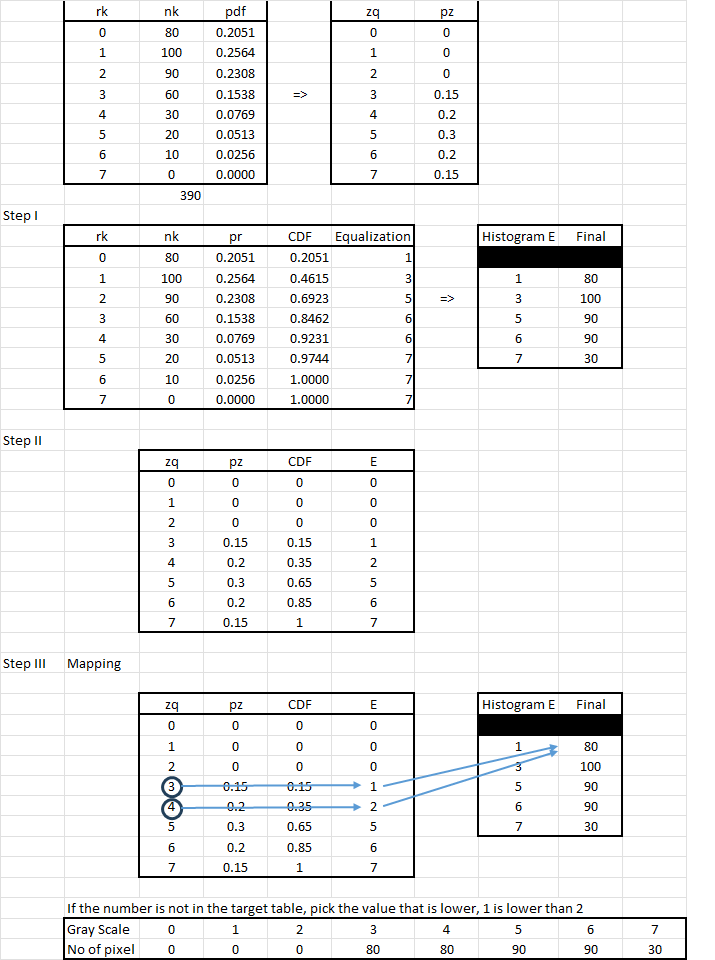 rk nk pdf zq pz
0 80 0.2051 0 0
1 100 0.2564 1 0
2 90 0.2308 2 0
3 60 0.1538 => 3 0.15
4 30 0.0769 4 0.2
5 20 0.0513 5 0.3
6 10 0.0256 6 0.2
7 0 0.0000 7 0.15
390
Step I
rk nk pr CDF Equalization Histogram E Final
0 80 0.2051 0.2051 1
1 100 0.2564 0.4615 3 1 80
2 90 0.2308 0.6923 5 => 3 100
3 60 0.1538 0.8462 6 5 90
4 30 0.0769 0.9231 6 6 90
5 20 0.0513 0.9744 7 7 30
6 10 0.0256 1.0000 7
7 0 0.0000 1.0000 7
Step II
zq pz CDF E
0 0 0 0
1 0 0 0
2 0 0 0
3 0.15 0.15 1
4 0.2 0.35 2
5 0.3 0.65 5
6 0.2 0.85 6
7 0.15 1 7
Step III Mapping
zq pz CDF E Histogram E Final
0 0 0 0
1 0 0 0 1 80
2 0 0 0 3 100
3 0.15 0.15 1 5 90
4 0.2 0.35 2 6 90
5 0.3 0.65 5 7 30
6 0.2 0.85 6
7 0.15 1 7
If the number is not in the target table, pick the value that is lower, 1 is lower than 2
Gray Scale 0 1 2 3 4 5 6 7
No of pixel 0 0 0 80 80 90 90 30